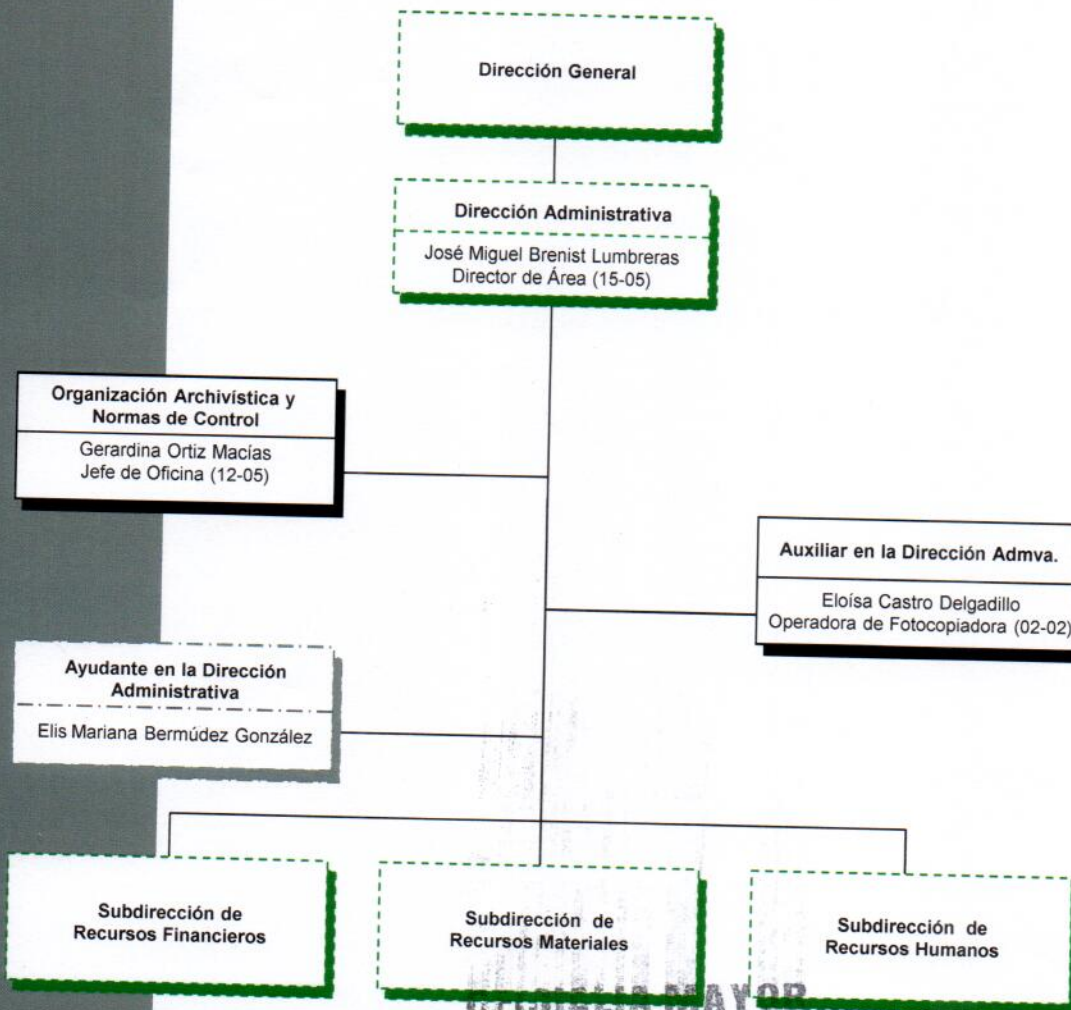 Dirección General
Dirección Administrativa
José Miguel Brenist Lumbreras
Director de Área (15-05)
Organización Archivística y
Normas de Control
Gerardina Ortiz Macías
Jefe de Oficina (12-05)
Auxiliar en la Dirección Admva.
Eloísa Castro Delgadillo
Operadora de Fotocopiadora (02-02)
Ayudante en la Dirección
Administrativa
Elis Mariana Bermúdez González
Subdirección de
Recursos Financieros
Subdirección de
Recursos Materiales
Subdirección de
Recursos Humanos
MAYOR